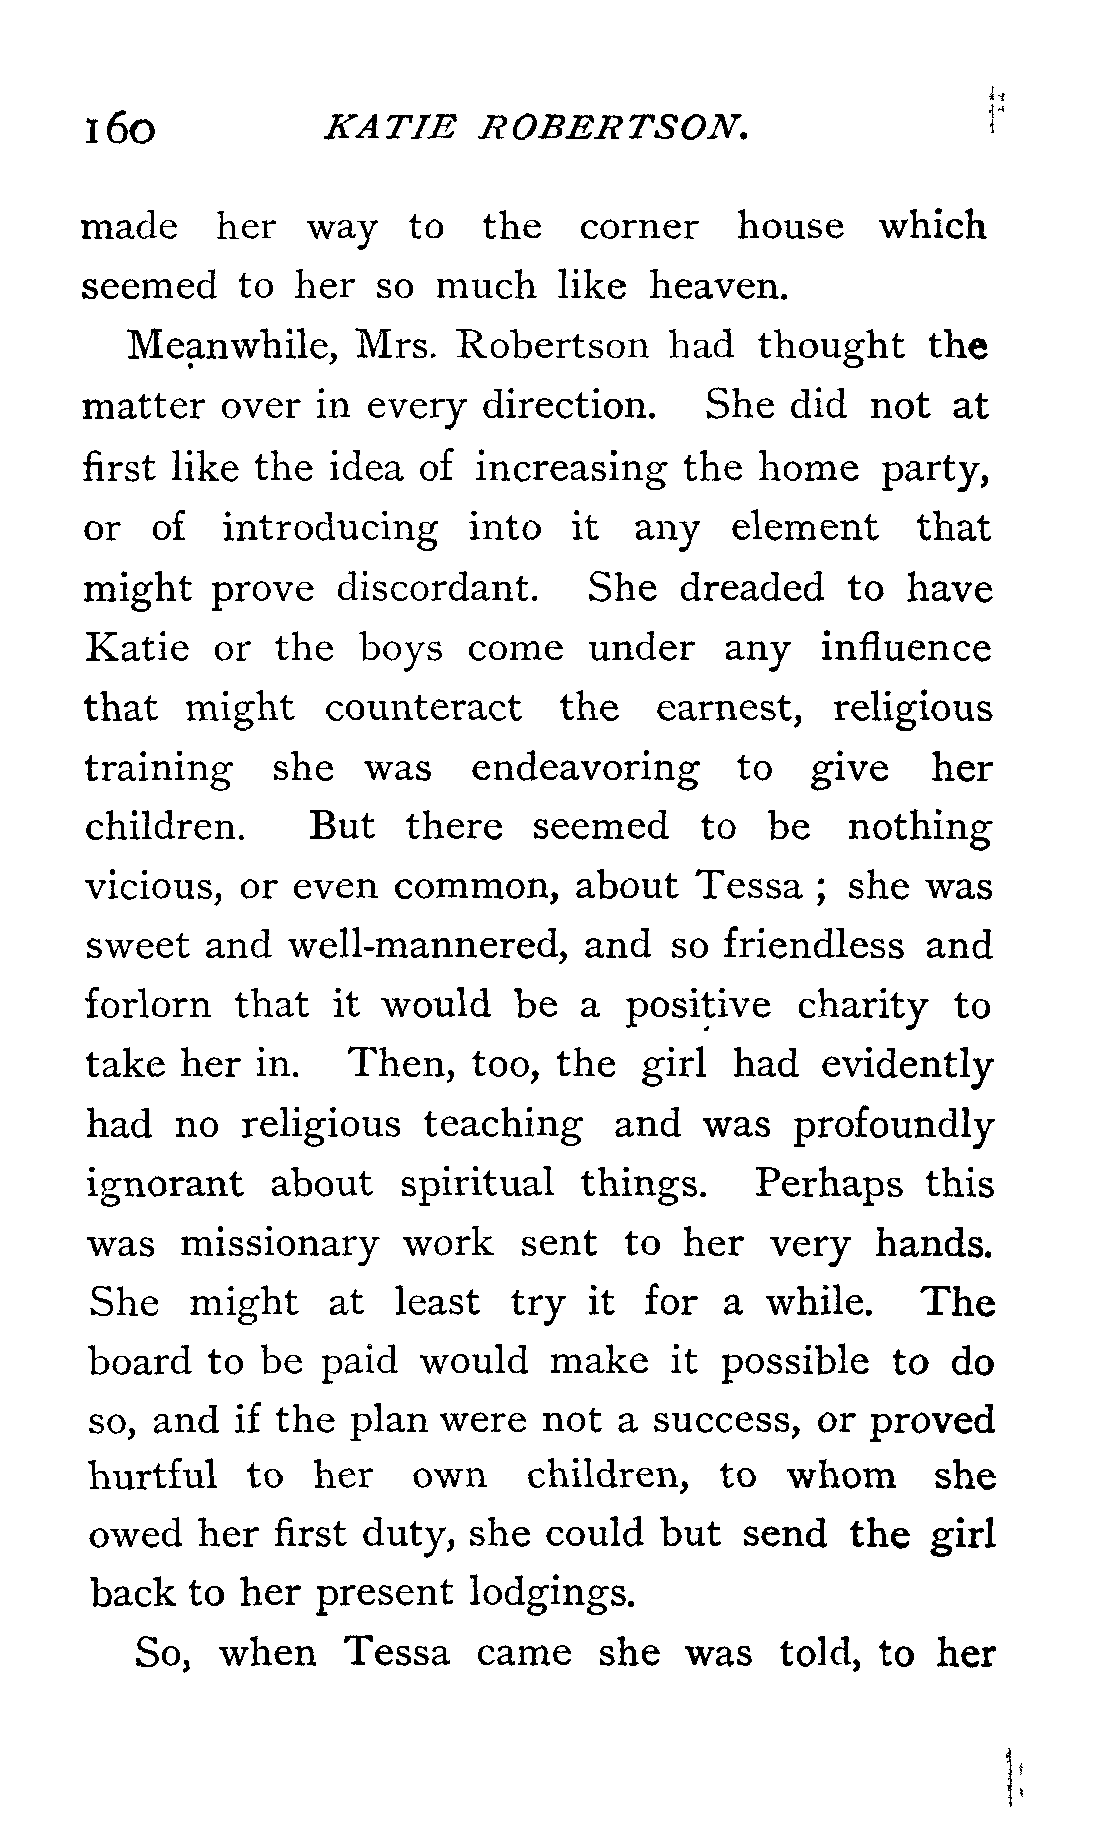 160 KATIE ROBERTSON.
made her way to the corner house which
seemed to her so much like heaven.
Meanwhile, Mrs. Robertson had thought the
matter over in every direction. She did not at
first like the idea of increasing the home party,
or of introducing into it any element that
might prove discordant. She dreaded to have
Katie or the boys come under any influence
that might counteract the earnest, religious
training she was endeavoring to give her
children. But there seemed to be nothing
vicious, or even common, about Tessa ; she was
sweet and well-mannered, and so friendless and
forlorn that it would be a positive charity to
take her in. Then, too, the girl had evidently
had no religious teaching and was profoundly
ignorant about spiritual things. Perhaps this
was missionary work sent to her very hands.
She might at least try it for a while. The
board to be paid would make it possible to do
so, and if the plan were not a success, or proved
hurtful to her own children, to whom she
owed her first duty, she could but send the girl
back to her present lodgings.
So, when Tessa came she was told, to her